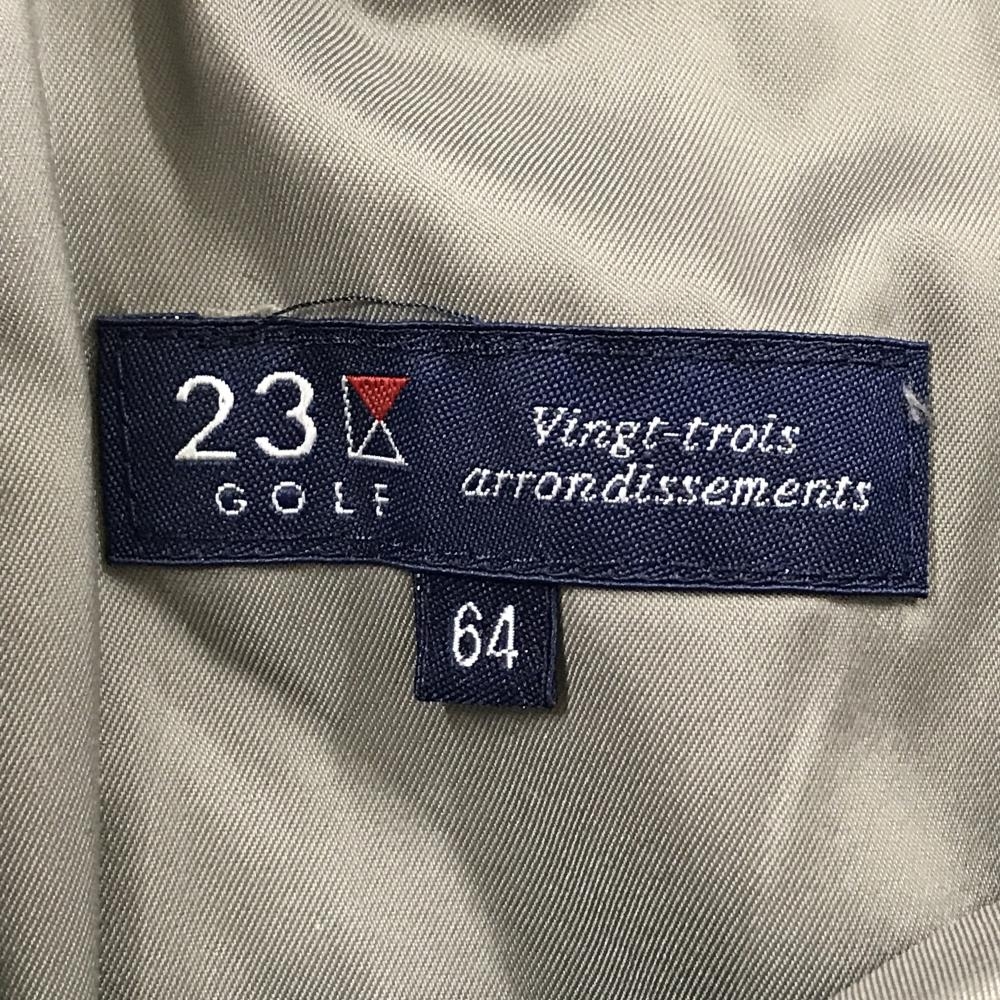 23
GOLF
Vingt-trois
arrondissements
64